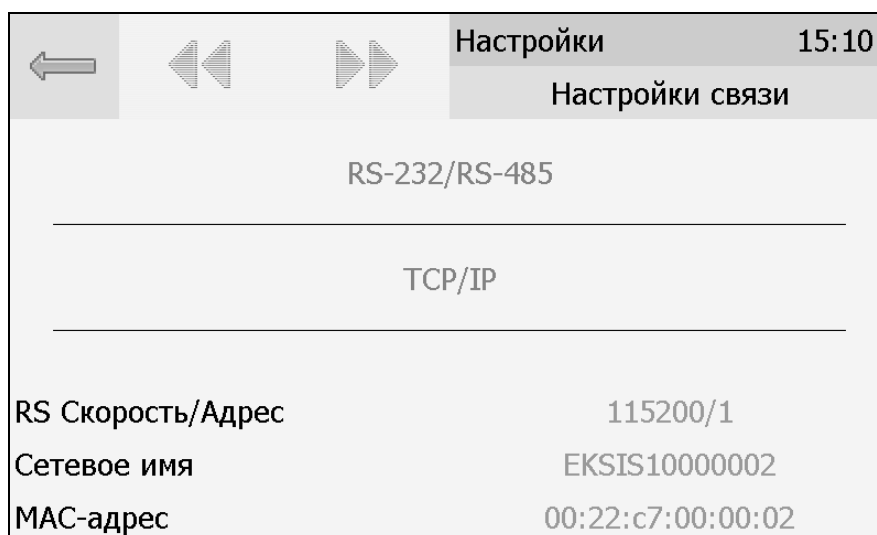 Настройки 15:10
Настройки связи
RS-232/RS-485
TCP/IP
RS Скорость/Адрес 115200/1
Сетевое имя EKSIS10000002
MAC-адрес 00:22:c7:00:00:02